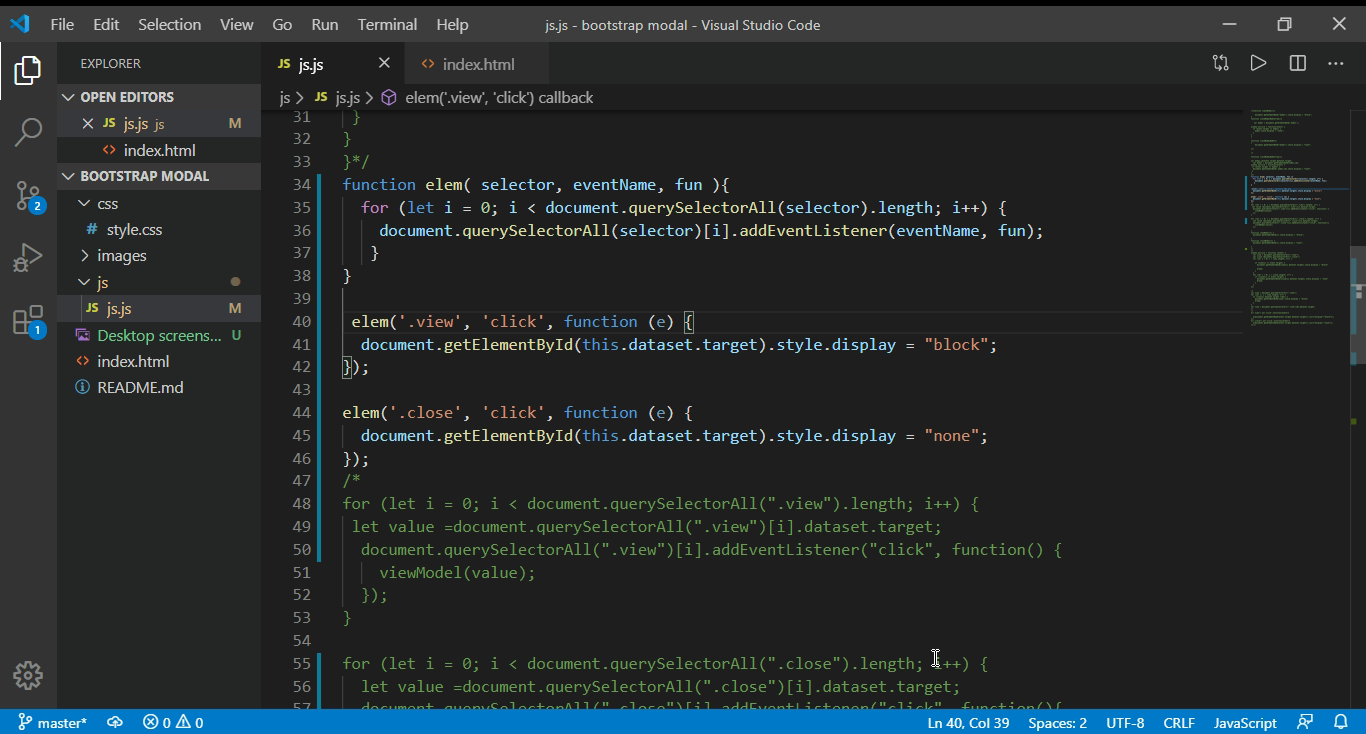 File Edit Selection View Go Run Terminal Help js.js - bootstrap modal - Visual Studio Code
EXPLORER
OPEN EDITORS
JS js.js js M
<> index.html
BOOTSTRAP MODAL
css
# style.css
images
js
JS js.js M
Desktop screens... U
<> index.html
README.md
2
1
JS js.js
<> index.html
js > JS js.js > elem('.view', 'click') callback
31 }
32 }
33 }*/
34 function elem( selector, eventName, fun ){
35 for (let i = 0; i < document.querySelectorAll(selector).length; i++) {
36 document.querySelectorAll(selector)[i].addEventListener(eventName, fun);
37 }
38 }
39
40 elem('.view', 'click', function (e) {
41 document.getElementById(this.dataset.target).style.display = "block";
42 });
43
44 elem('.close', 'click', function (e) {
45 document.getElementById(this.dataset.target).style.display = "none";
46 });
47 /*
48 for (let i = 0; i < document.querySelectorAll(".view").length; i++) {
49 let value =document.querySelectorAll(".view")[i].dataset.target;
50 document.querySelectorAll(".view")[i].addEventListener("click", function() {
51 viewModel(value);
52 });
53 }
54
55 for (let i = 0; i < document.querySelectorAll(".close").length; i++) {
56 let value =document.querySelectorAll(".close")[i].dataset.target;
57 document.querySelectorAll(".close")[i].addEventListener("click", function(){
master* 0 0 Ln 40, Col 39 Spaces: 2 UTF-8 CRLF JavaScript